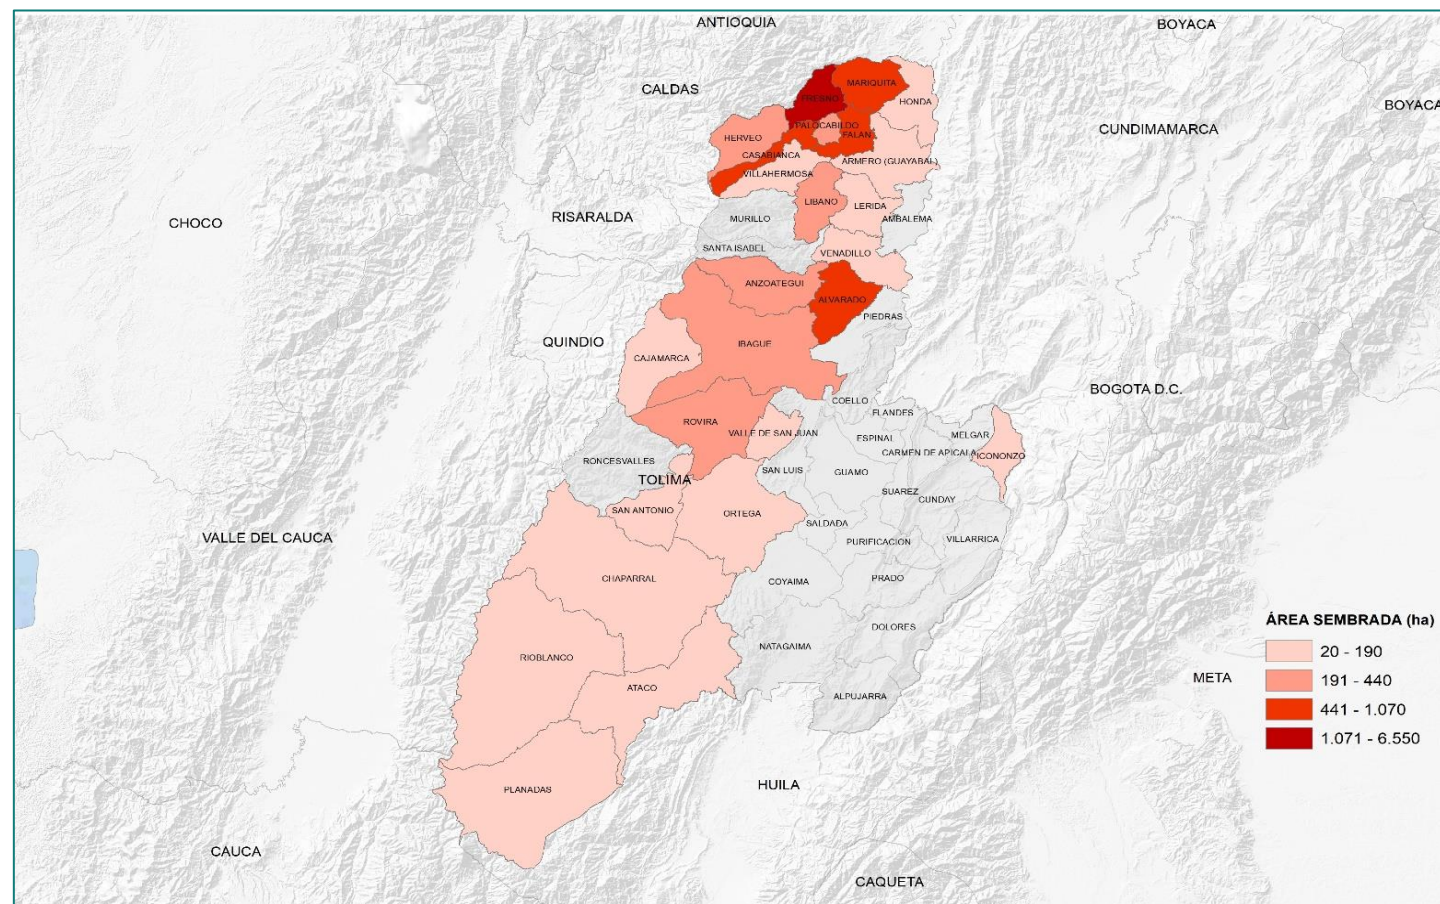 ANTIOQUIA
BOYACA
CALDAS
MARIQUITA
FRESNO
HONDA
BOYACA
CUNDIMAMARCA
PALOCABILDO
FALAN
HERVEO
CASABIANCA
ARMERO (GUAYABAL)
VILLAHERMOSA
LIBANO
LERIDA
CHOCO
RISARALDA
MURILLO
AMBALEMA
SANTA ISABEL
VENADILLO
ANZOATEGUI
ALVARADO
PIEDRAS
QUINDIO
IBAGUE
CAJAMARCA
BOGOTA D.C.
COELLO
FLANDES
ROVIRA
VALLE DE SAN JUAN
ESPINAL
MELGAR
CARMEN DE APICALA
ICONONZO
RONCESVALLES
SAN LUIS
GUAMO
TOLIMA
SUAREZ
CUNDAY
SAN ANTONIO
ORTEGA
SALDADA
VALLE DEL CAUCA
PURIFICACION
VILLARRICA
CHAPARRAL
COYAIMA
PRADO
DOLORES
NATAGAIMA
RIOBLANCO
ATACO
ALPUJARRA
META
HUILA
PLANADAS
CAUCA
CAQUETA
ÁREA SEMBRADA (ha)
20 - 190
191 - 440
441 - 1.070
1.071 - 6.550